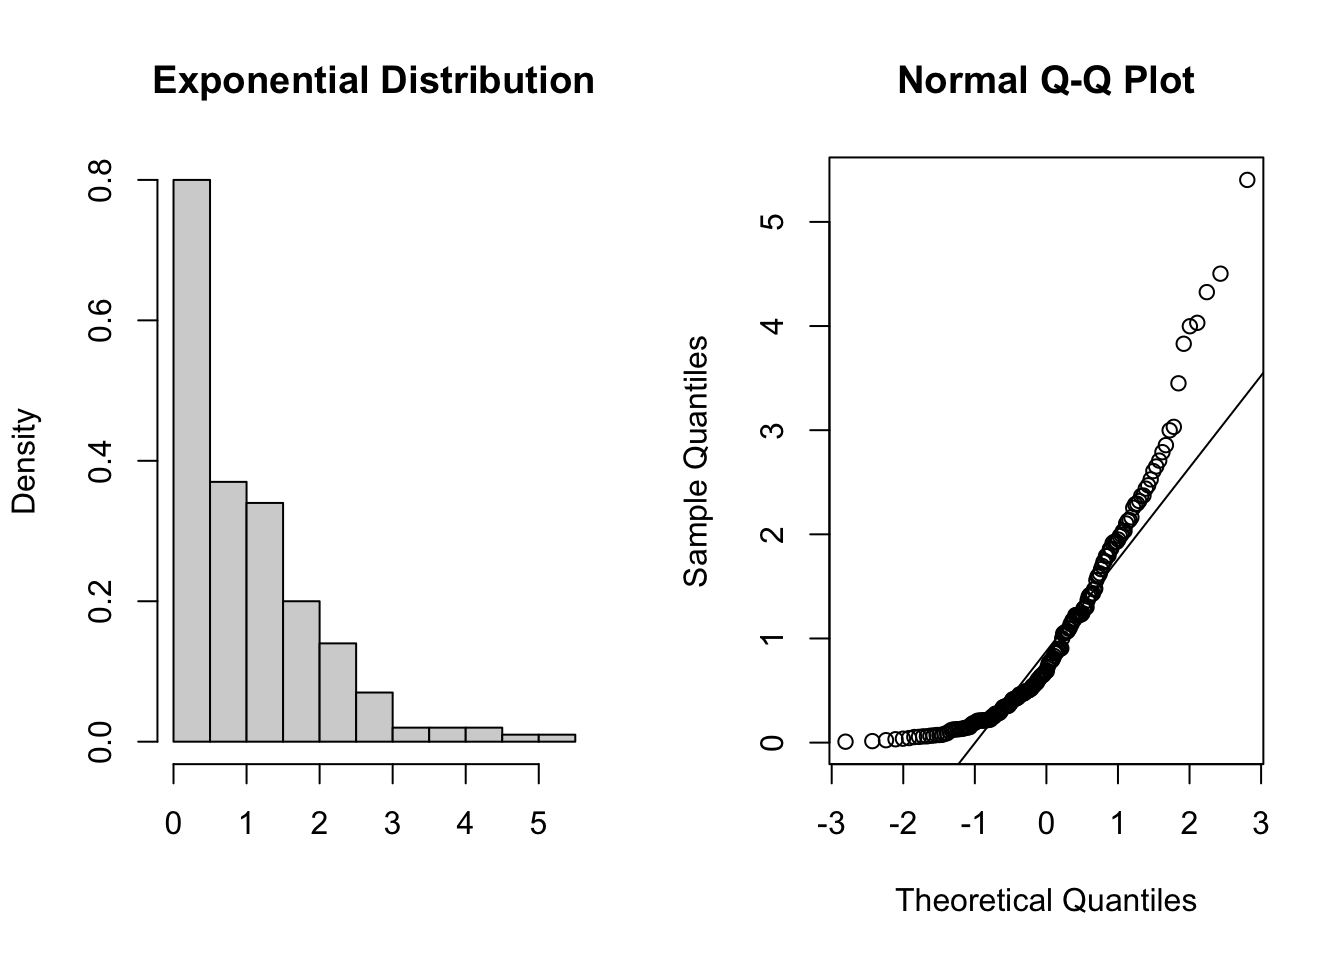 Exponential Distribution
Density
0.0
0.2
0.4
0.6
0.8
0 1 2 3 4 5
Normal Q-Q Plot
Sample Quantiles
0
1
2
3
4
5
-3 -2 -1 0 1 2 3
Theoretical Quantiles